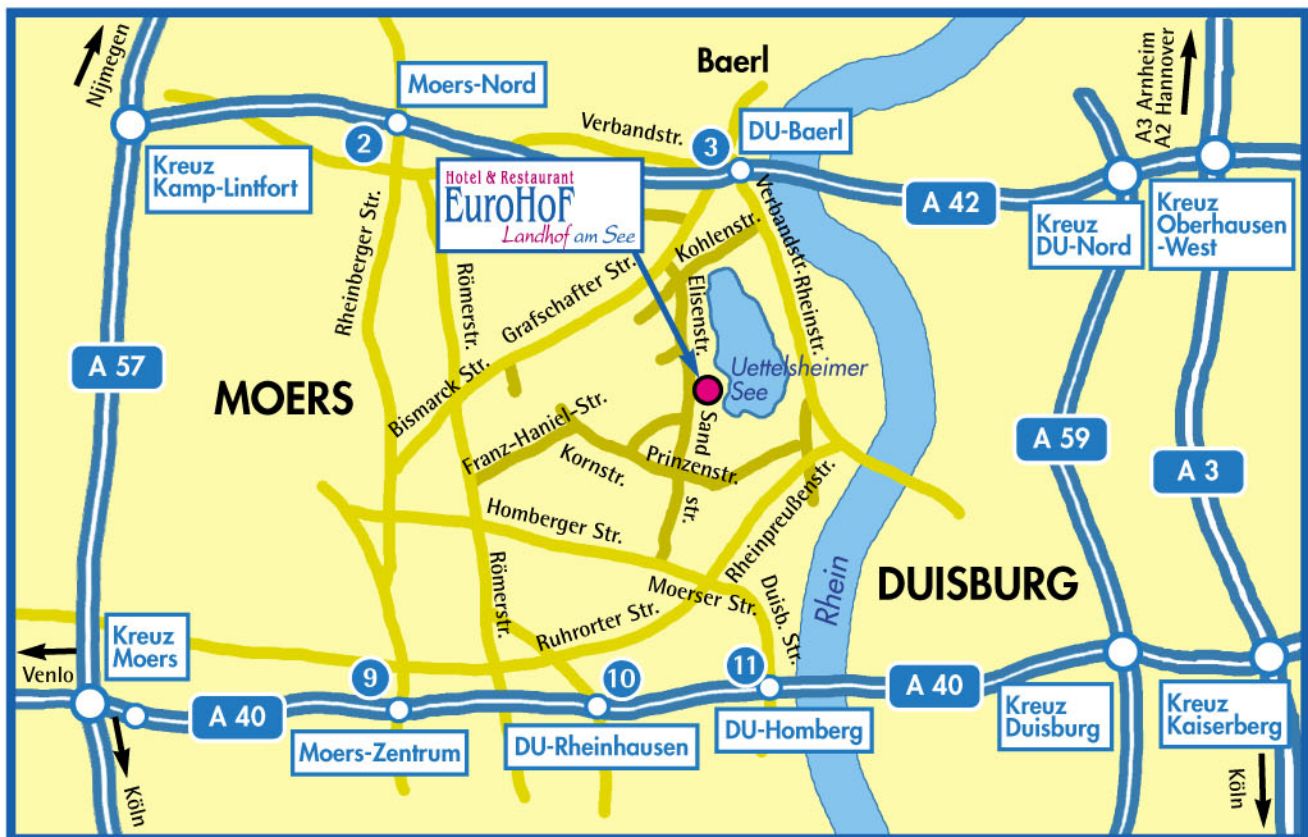 Nijmegen
Moers-Nord
Baerl
A3 Arnheim
A2 Hannover
Verbandstr.
2
3
DU-Baerl
Kreuz
Kamp-Lintfort
Hotel & Restaurant
EuroHoF
Landhof am See
A 42
Kreuz
DU-Nord
Kreuz
Oberhausen
-West
Rheinberger Str.
Römerstr.
Grafschafter Str.
Kohlenstr.
Elisenstr.
Verbandstr.
Rheinstr.
A 57
MOERS
Bismarck Str.
Uettelsheimer
See
Franz-Haniel-Str.
Kornstr.
Sand
str.
Prinzenstr.
A 59
A 3
Homberger Str.
Rheinpreußenstr.
Römerstr.
Moerser Str.
Duisb. Str.
Rhein
DUISBURG
Ruhrorter Str.
Kreuz
Moers
Venlo
9
10
11
A 40
A 40
Köln
Moers-Zentrum
DU-Rheinhausen
DU-Homberg
Kreuz
Duisburg
Kreuz
Kaiserberg
Köln